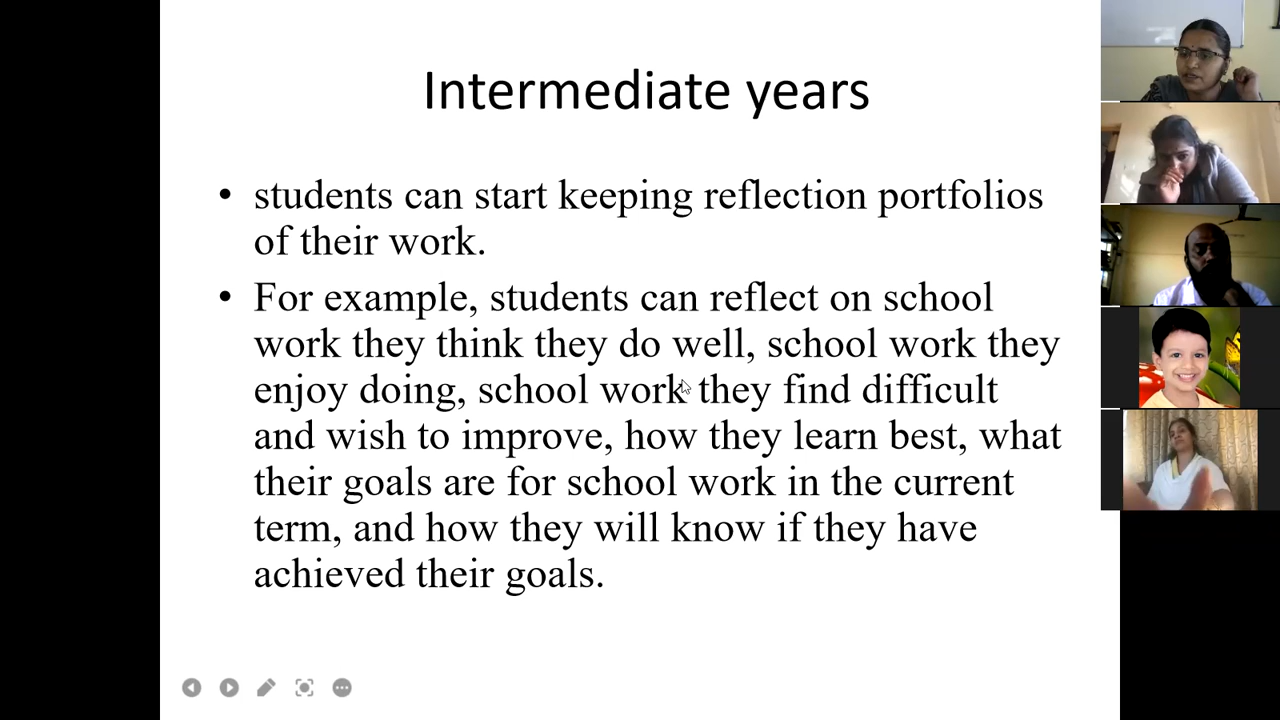 Intermediate years
• students can start keeping reflection portfolios
of their work.
• For example, students can reflect on school
work they think they do well, school work they
enjoy doing, school work they find difficult
and wish to improve, how they learn best, what
their goals are for school work in the current
term, and how they will know if they have
achieved their goals.